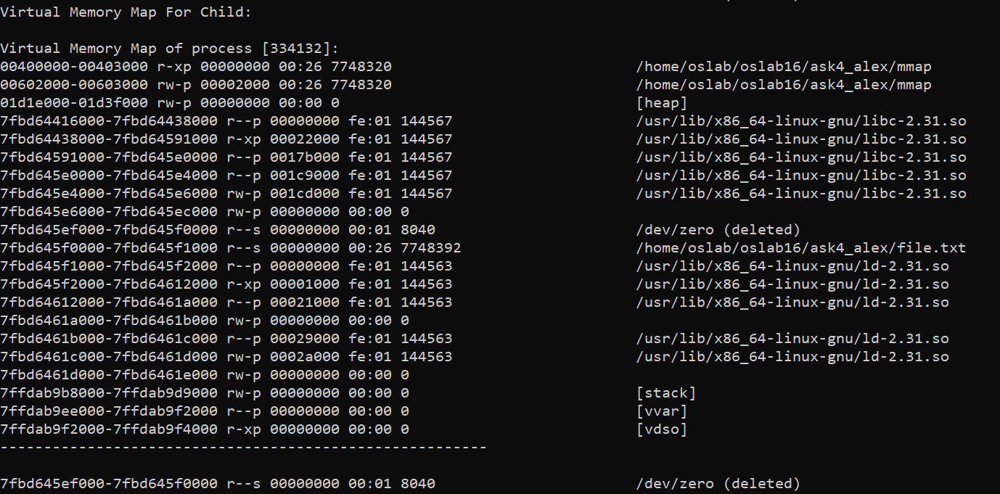 Virtual Memory Map For Child:
Virtual Memory Map of process [334132]:
00400000-00403000 r-xp 00000000 00:26 7748320 /home/oslab/oslab16/ask4_alex/mmap
00602000-00603000 rw-p 00002000 00:26 7748320 /home/oslab/oslab16/ask4_alex/mmap
01d1e000-01d3f000 rw-p 00000000 00:00 0 [heap]
7fbd64416000-7fbd64438000 r--p 00000000 fe:01 144567 /usr/lib/x86_64-linux-gnu/libc-2.31.so
7fbd64438000-7fbd64591000 r-xp 00022000 fe:01 144567 /usr/lib/x86_64-linux-gnu/libc-2.31.so
7fbd64591000-7fbd645e0000 r--p 0017b000 fe:01 144567 /usr/lib/x86_64-linux-gnu/libc-2.31.so
7fbd645e0000-7fbd645e4000 r--p 001c9000 fe:01 144567 /usr/lib/x86_64-linux-gnu/libc-2.31.so
7fbd645e4000-7fbd645e6000 rw-p 001cd000 fe:01 144567 /usr/lib/x86_64-linux-gnu/libc-2.31.so
7fbd645e6000-7fbd645ec000 rw-p 00000000 00:00 0
7fbd645ef000-7fbd645f0000 r--s 00000000 00:01 8040 /dev/zero (deleted)
7fbd645f0000-7fbd645f1000 r--s 00000000 00:26 7748392 /home/oslab/oslab16/ask4_alex/file.txt
7fbd645f1000-7fbd645f2000 r--p 00000000 fe:01 144563 /usr/lib/x86_64-linux-gnu/ld-2.31.so
7fbd645f2000-7fbd64612000 r-xp 00001000 fe:01 144563 /usr/lib/x86_64-linux-gnu/ld-2.31.so
7fbd64612000-7fbd6461a000 r--p 00021000 fe:01 144563 /usr/lib/x86_64-linux-gnu/ld-2.31.so
7fbd6461a000-7fbd6461b000 rw-p 00000000 00:00 0
7fbd6461b000-7fbd6461c000 r--p 00029000 fe:01 144563 /usr/lib/x86_64-linux-gnu/ld-2.31.so
7fbd6461c000-7fbd6461d000 rw-p 0002a000 fe:01 144563 /usr/lib/x86_64-linux-gnu/ld-2.31.so
7fbd6461d000-7fbd6461e000 rw-p 00000000 00:00 0
7ffdab9b8000-7ffdab9d9000 rw-p 00000000 00:00 0 [stack]
7ffdab9ee000-7ffdab9f2000 r--p 00000000 00:00 0 [vvar]
7ffdab9f2000-7ffdab9f4000 r-xp 00000000 00:00 0 [vdso]
--------------------------------------------------------
7fbd645ef000-7fbd645f0000 r--s 00000000 00:01 8040 /dev/zero (deleted)